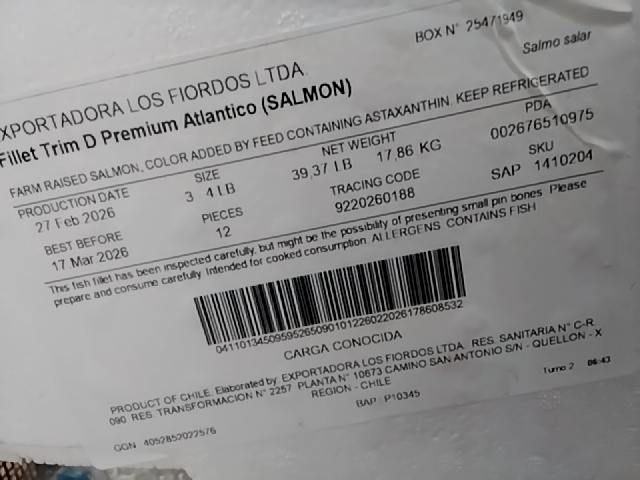 BOX N° 25471949
Salmo salar
XPORTADORA LOS FIORDOS LTDA.
Fillet Trim D Premium Atlantico (SALMON)
FARM RAISED SALMON, COLOR ADDED BY FEED CONTAINING ASTAXANTHIN. KEEP REFRIGERATED
PRODUCTION DATE SIZE NET WEIGHT PDA
27 Feb 2026 3 4 LB 39,37 LB 17,86 KG 002676510975
BEST BEFORE PIECES TRACING CODE SKU
17 Mar 2026 12 9220260188 SAP 1410204
This fish fillet has been inspected carefully, but might be the possibility of presenting small pin bones. Please
prepare and consume carefully. Intended for cooked consumption. ALLERGENS: CONTAINS FISH
CARGA CONOCIDA
PRODUCT OF CHILE. Elaborated by: EXPORTADORA LOS FIORDOS LTDA. RES. SANITARIA N° C-R
090 RES. TRANSFORMACION N° 2257 PLANTA N° 10673 CAMINO SAN ANTONIO S/N - QUELLON - X
REGION - CHILE
Turno 2 06:43
BAP P10345
GGN 4052852022576